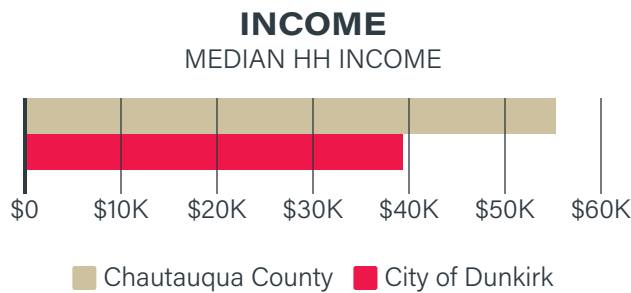 INCOME
MEDIAN HH INCOME
$0 $10K $20K $30K $40K $50K $60K
Chautauqua County City of Dunkirk